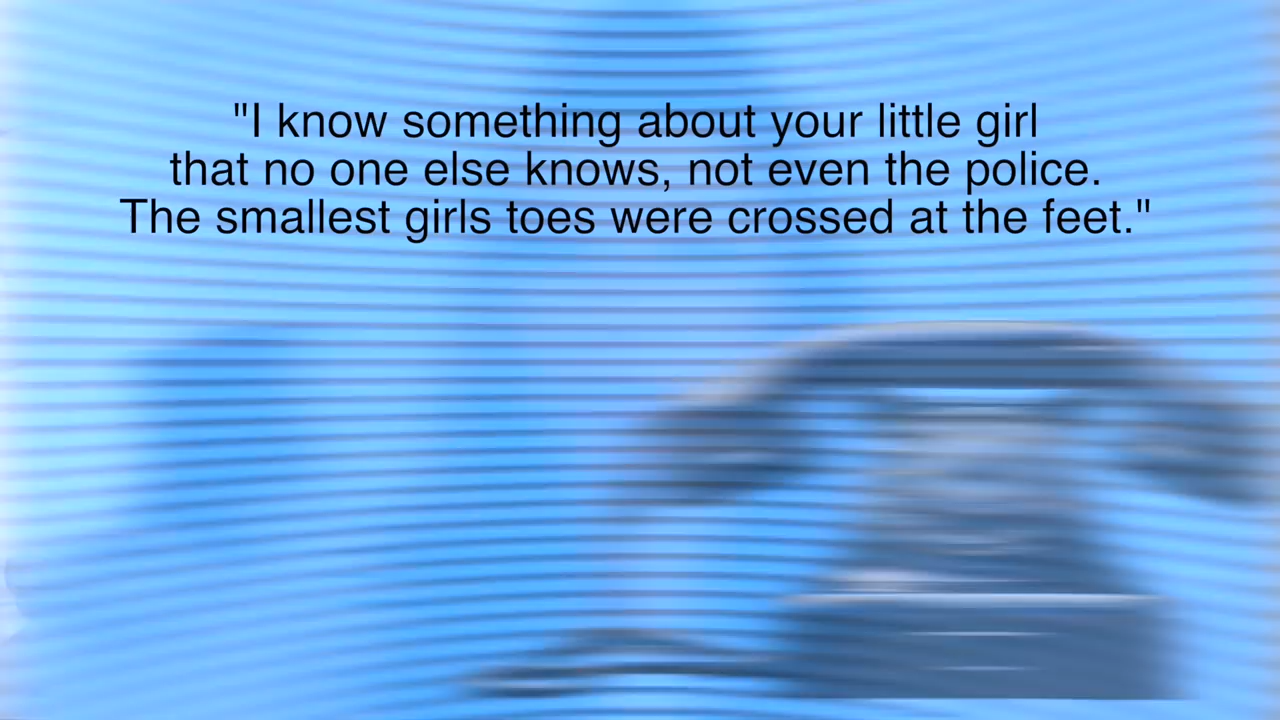 "I know something about your little girl
that no one else knows, not even the police.
The smallest girls toes were crossed at the feet."